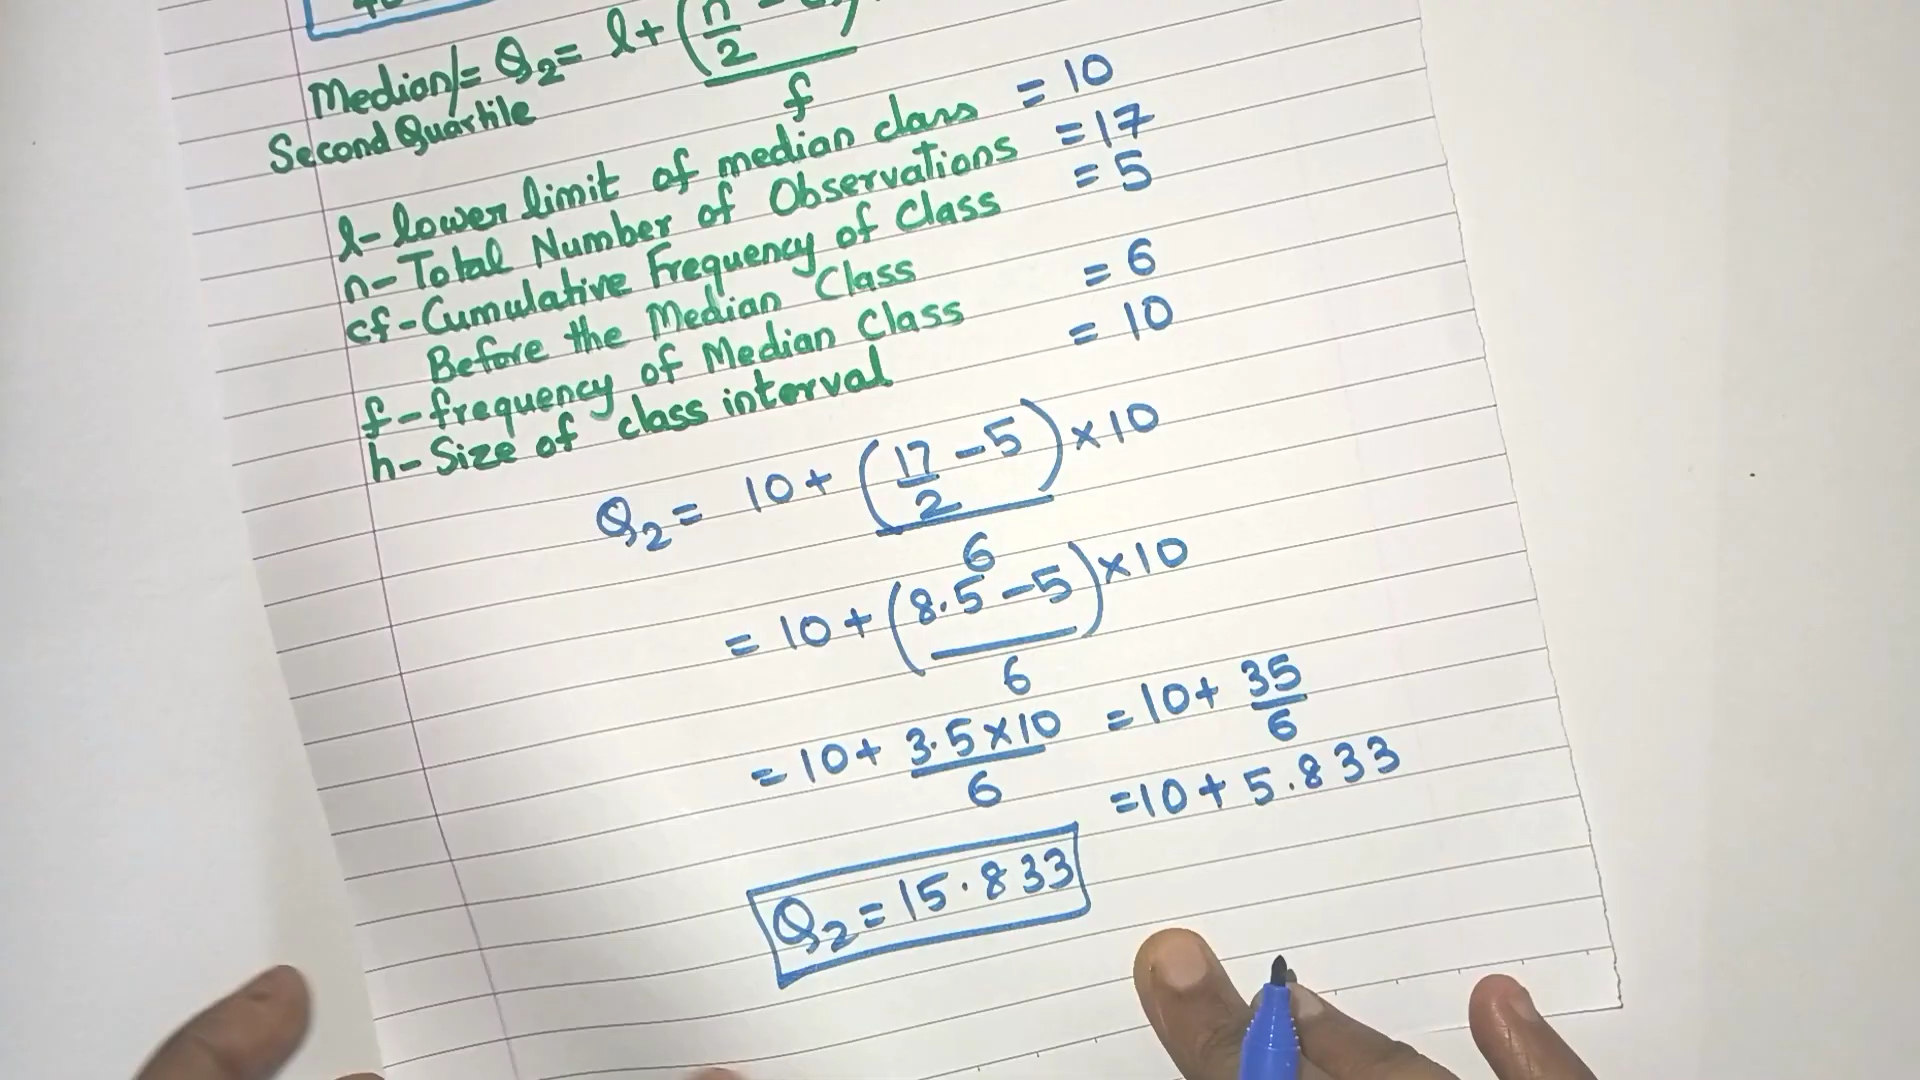 Median/= Q₂= l+ (n/2 -
Second Quartile
f
l- lower limit of median class = 10
n- Total Number of Observations = 17
cf- Cumulative Frequency of Class = 5
Before the Median Class
f- frequency of Median Class = 6
h- Size of class interval = 10
Q₂= 10+ (17/2 -5)×10
6
= 10+(8.5-5)×10
6
= 10+ 3.5×10/6 =10+ 35/6
=10+ 5.833
Q₂=15.833